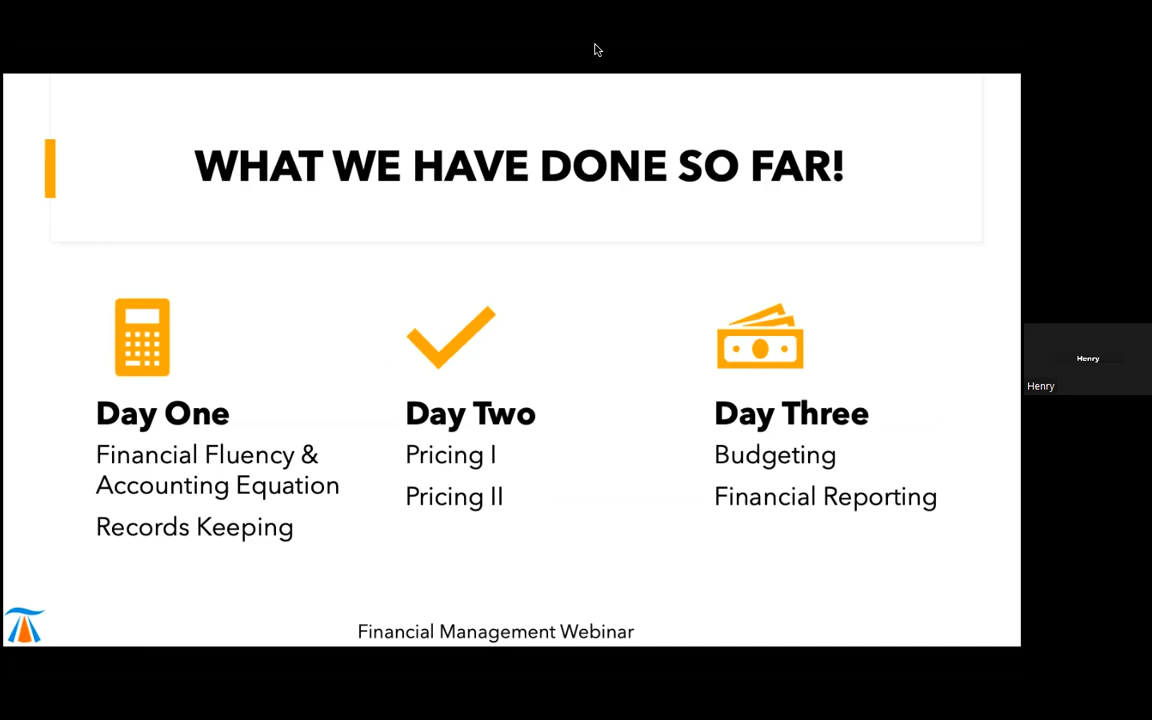 WHAT WE HAVE DONE SO FAR!
Day One
Financial Fluency &
Accounting Equation
Records Keeping
Day Two
Pricing I
Pricing II
Day Three
Budgeting
Financial Reporting
Financial Management Webinar
Henry
Henry